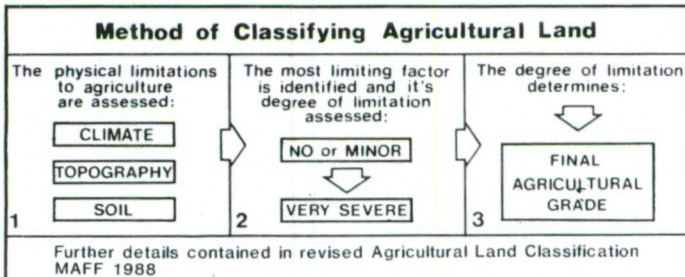 Method of Classifying Agricultural Land
The physical limitations
to agriculture
are assessed:
CLIMATE
TOPOGRAPHY
SOIL
1
The most limiting factor
is identified and it's
degree of limitation
assessed:
NO or MINOR
VERY SEVERE
2
The degree of limitation
determines:
FINAL
AGRICULTURAL
GRADE
3
Further details contained in revised Agricultural Land Classification
MAFF 1988